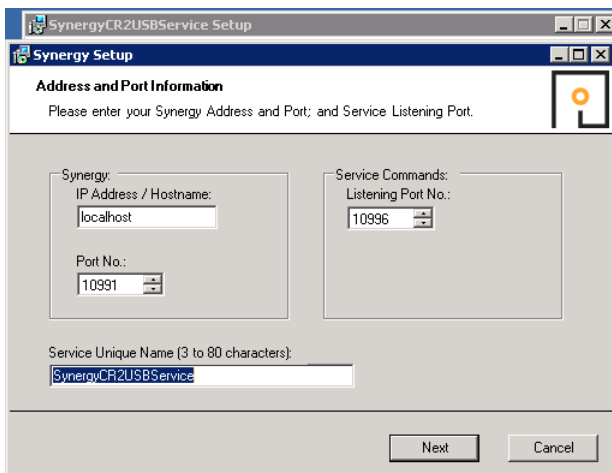 SynergyCR2USBService Setup
Synergy Setup
Address and Port Information
Please enter your Synergy Address and Port; and Service Listening Port.
Synergy:
IP Address / Hostname:
localhost
Port No.:
10991
Service Commands:
Listening Port No.:
10996
Service Unique Name (3 to 80 characters):
SynergyCR2USBService
Next
Cancel